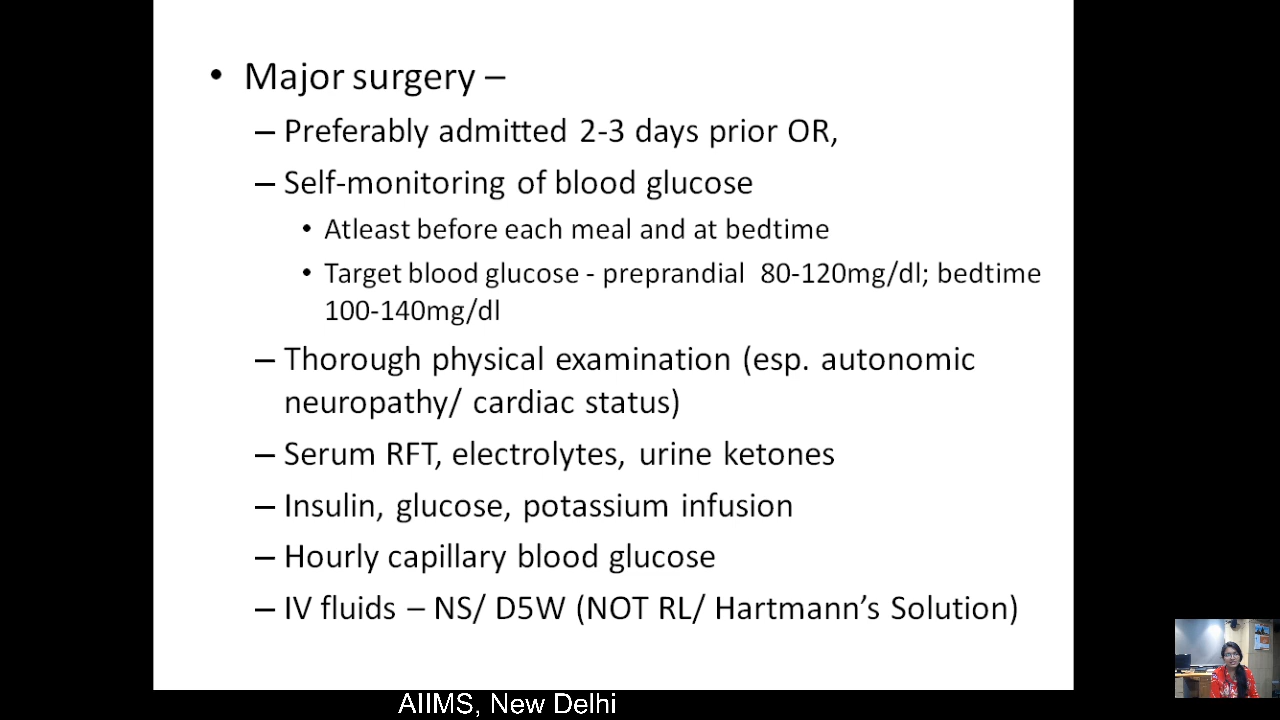 • Major surgery –
– Preferably admitted 2-3 days prior OR,
– Self-monitoring of blood glucose
• Atleast before each meal and at bedtime
• Target blood glucose - preprandial 80-120mg/dl; bedtime
100-140mg/dl
– Thorough physical examination (esp. autonomic
neuropathy/ cardiac status)
– Serum RFT, electrolytes, urine ketones
– Insulin, glucose, potassium infusion
– Hourly capillary blood glucose
– IV fluids – NS/ D5W (NOT RL/ Hartmann’s Solution)
AIIMS, New Delhi